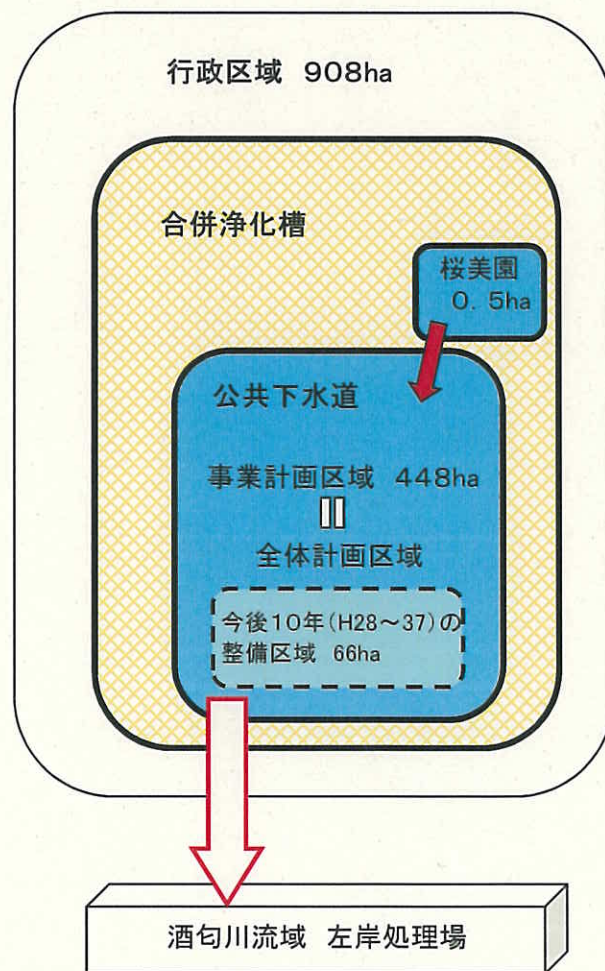 行政区域 908ha
合併浄化槽
桜美園
0. 5ha
公共下水道
事業計画区域 448ha
||
全体計画区域
今後10年(H28～37)の
整備区域 66ha
酒匂川流域 左岸処理場